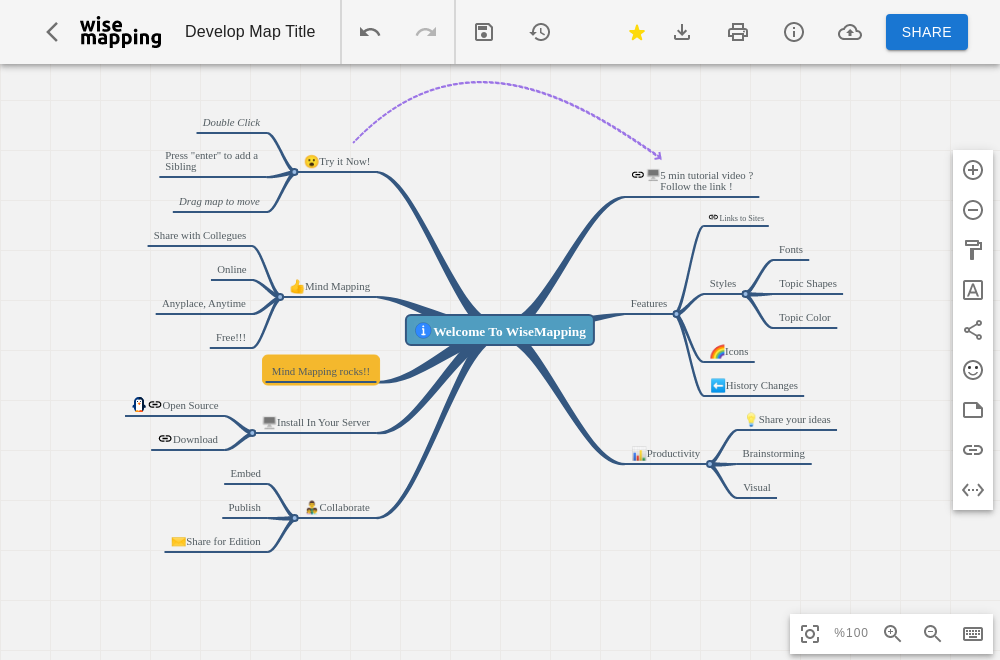 wise
mapping
Develop Map Title
SHARE
Double Click
Press "enter" to add a
Sibling
Drag map to move
😮Try it Now!
Share with Collegues
Online
Anyplace, Anytime
Free!!!
👍Mind Mapping
Mind Mapping rocks!!
Open Source
Download
Install In Your Server
Embed
Publish
Share for Edition
Collaborate
Welcome To WiseMapping
5 min tutorial video ?
Follow the link !
Links to Sites
Features
Styles
Fonts
Topic Shapes
Topic Color
Icons
History Changes
Productivity
Share your ideas
Brainstorming
Visual
%100